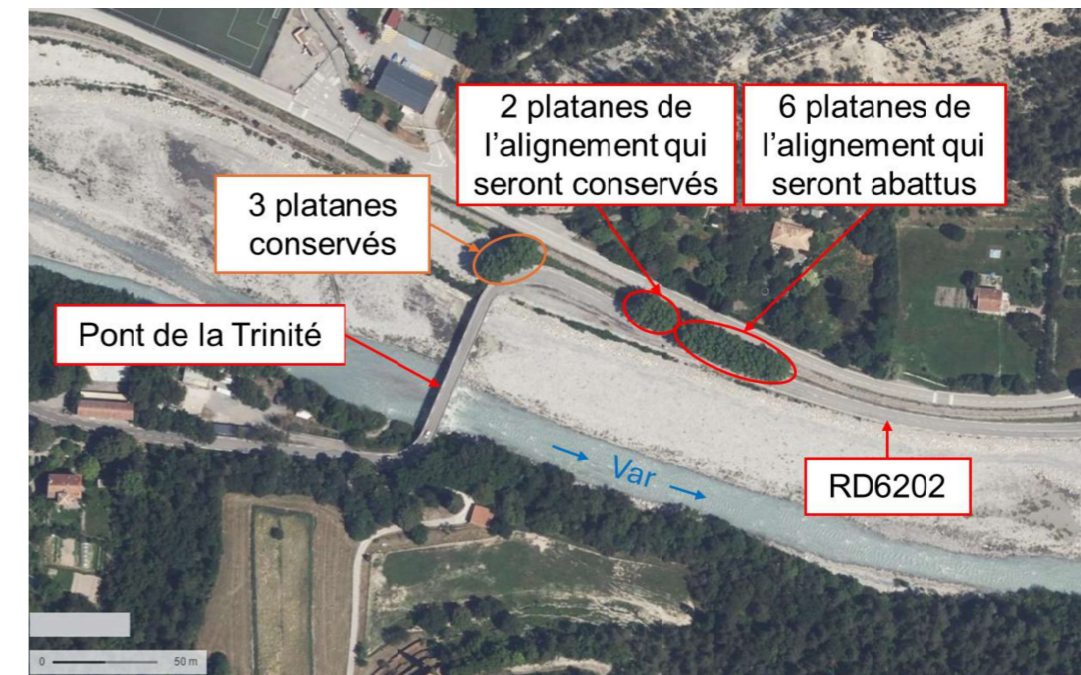 2 platanes de
l'alignement qui
seront conservés
6 platanes de
l'alignement qui
seront abattus
3 platanes
conservés
Pont de la Trinité
Var
RD6202
0 50 m